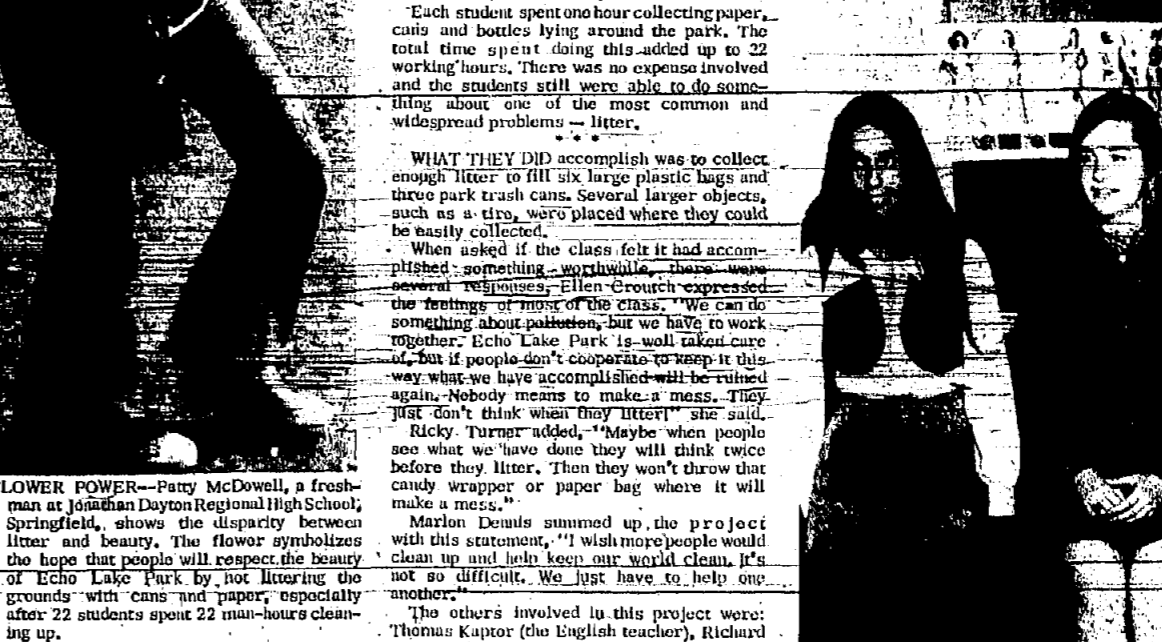 LOWER POWER--Patty McDowell, a fresh-
man at Jonathan Dayton Regional High School,
Springfield, shows the disparity between
litter and beauty. The flower symbolizes
the hope that people will respect the beauty
of Echo Lake Park by not littering the
grounds with cans and paper, especially
after 22 students spent 22 man-hours clean-
ing up.
Each student spent one hour collecting paper,
cans and bottles lying around the park. The
total time spent doing this added up to 22
working hours. There was no expense involved
and the students still were able to do some-
thing about one of the most common and
widespread problems — litter.
* * *
WHAT THEY DID accomplish was to collect
enough litter to fill six large plastic bags and
three park trash cans. Several larger objects,
such as a tire, were placed where they could
be easily collected.
When asked if the class felt it had accom-
plished something worthwhile, there were
several responses. Ellen Croutch expressed
the feelings of most of the class. "We can do
something about pollution, but we have to work
together. Echo Lake Park is well taken care
of, but if people don't cooperate to keep it this
way what we have accomplished will be ruined
again. Nobody means to make a mess. They
just don't think when they litter!" she said.
Ricky Turner added, "Maybe when people
see what we have done they will think twice
before they litter. Then they won't throw that
candy wrapper or paper bag where it will
make a mess."
Marlon Dennis summed up the project
with this statement, "I wish more people would
clean up and help keep our world clean. It's
not so difficult. We just have to help one
another."
The others involved in this project were:
Thomas Kaptor (the English teacher), Richard